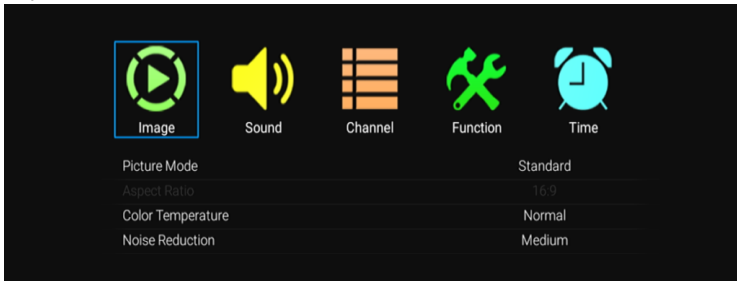 Image Sound Channel Function Time
Picture Mode Standard
Aspect Ratio 16:9
Color Temperature Normal
Noise Reduction Medium